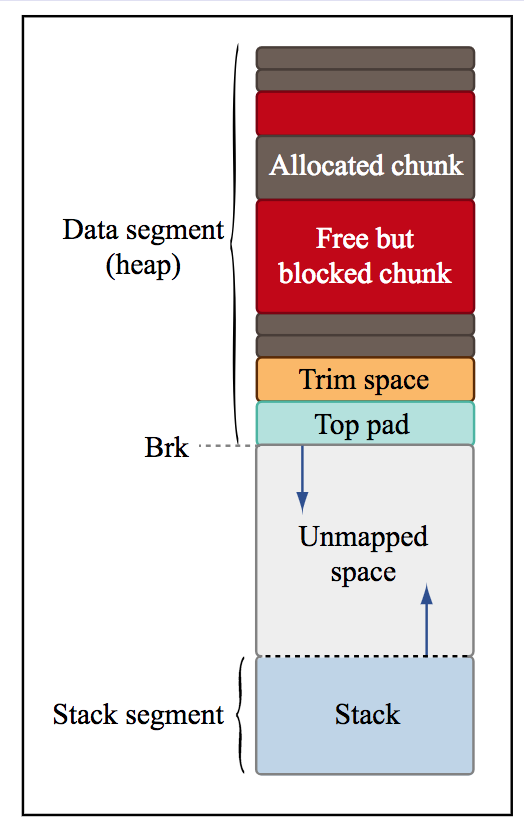 Allocated chunk
Data segment
(heap)
Free but
blocked chunk
Trim space
Top pad
Brk
Unmapped
space
Stack segment
Stack